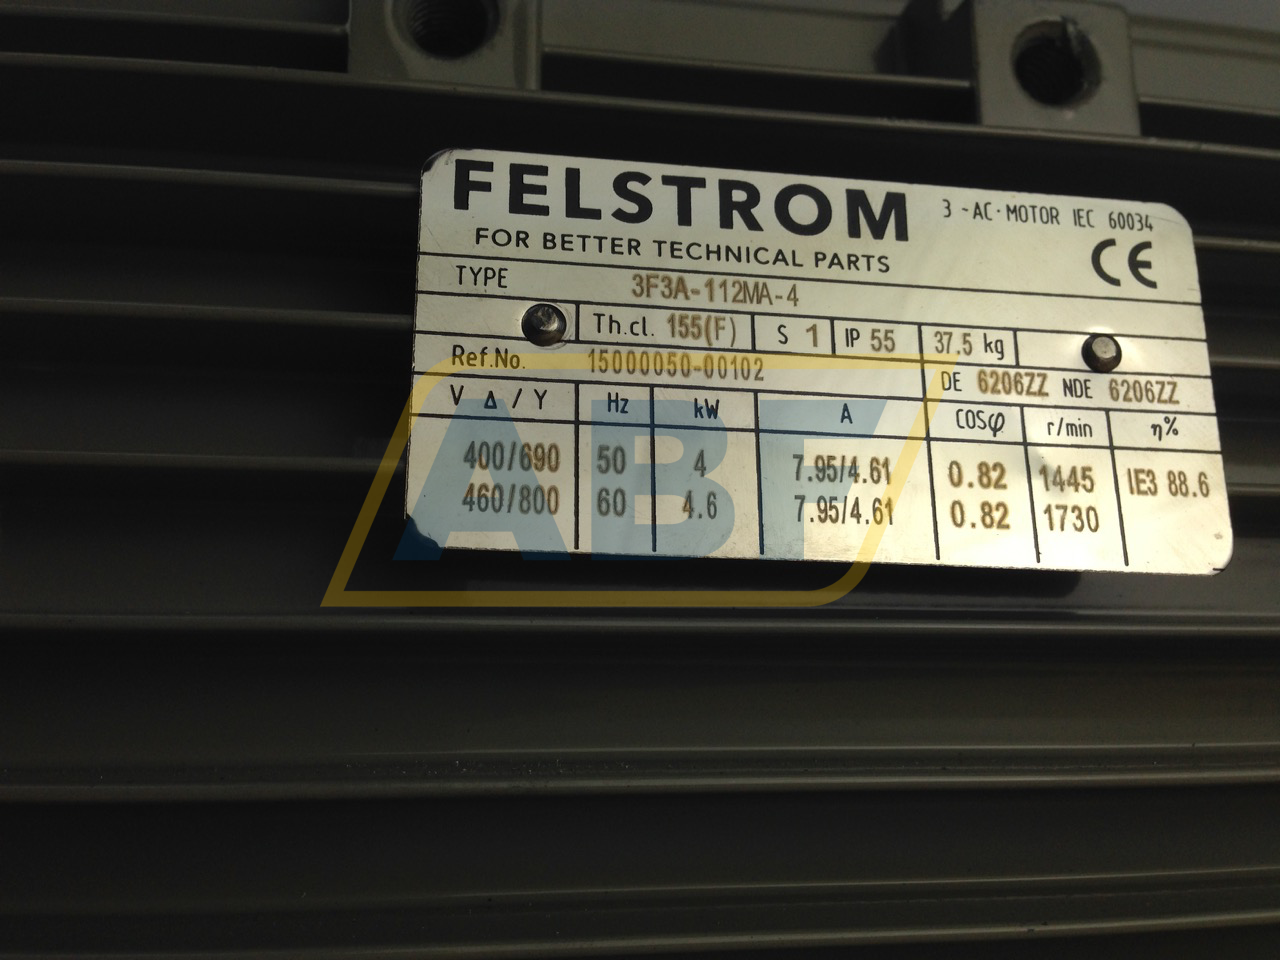 FELSTROM
3 ~ AC · MOTOR IEC 60034
FOR BETTER TECHNICAL PARTS
CE
TYPE 3F3A-112MA-4
Th.cl. 155(F) S 1 IP 55 37.5 kg
Ref.No. 15000050-00102 DE 6206ZZ NDE 6206ZZ
V Δ / Y Hz kW A COSφ r/min η%
400/690 50 4 7.95/4.61 0.82 1445 IE3 88.6
460/800 60 4.6 7.95/4.61 0.82 1730
ABF